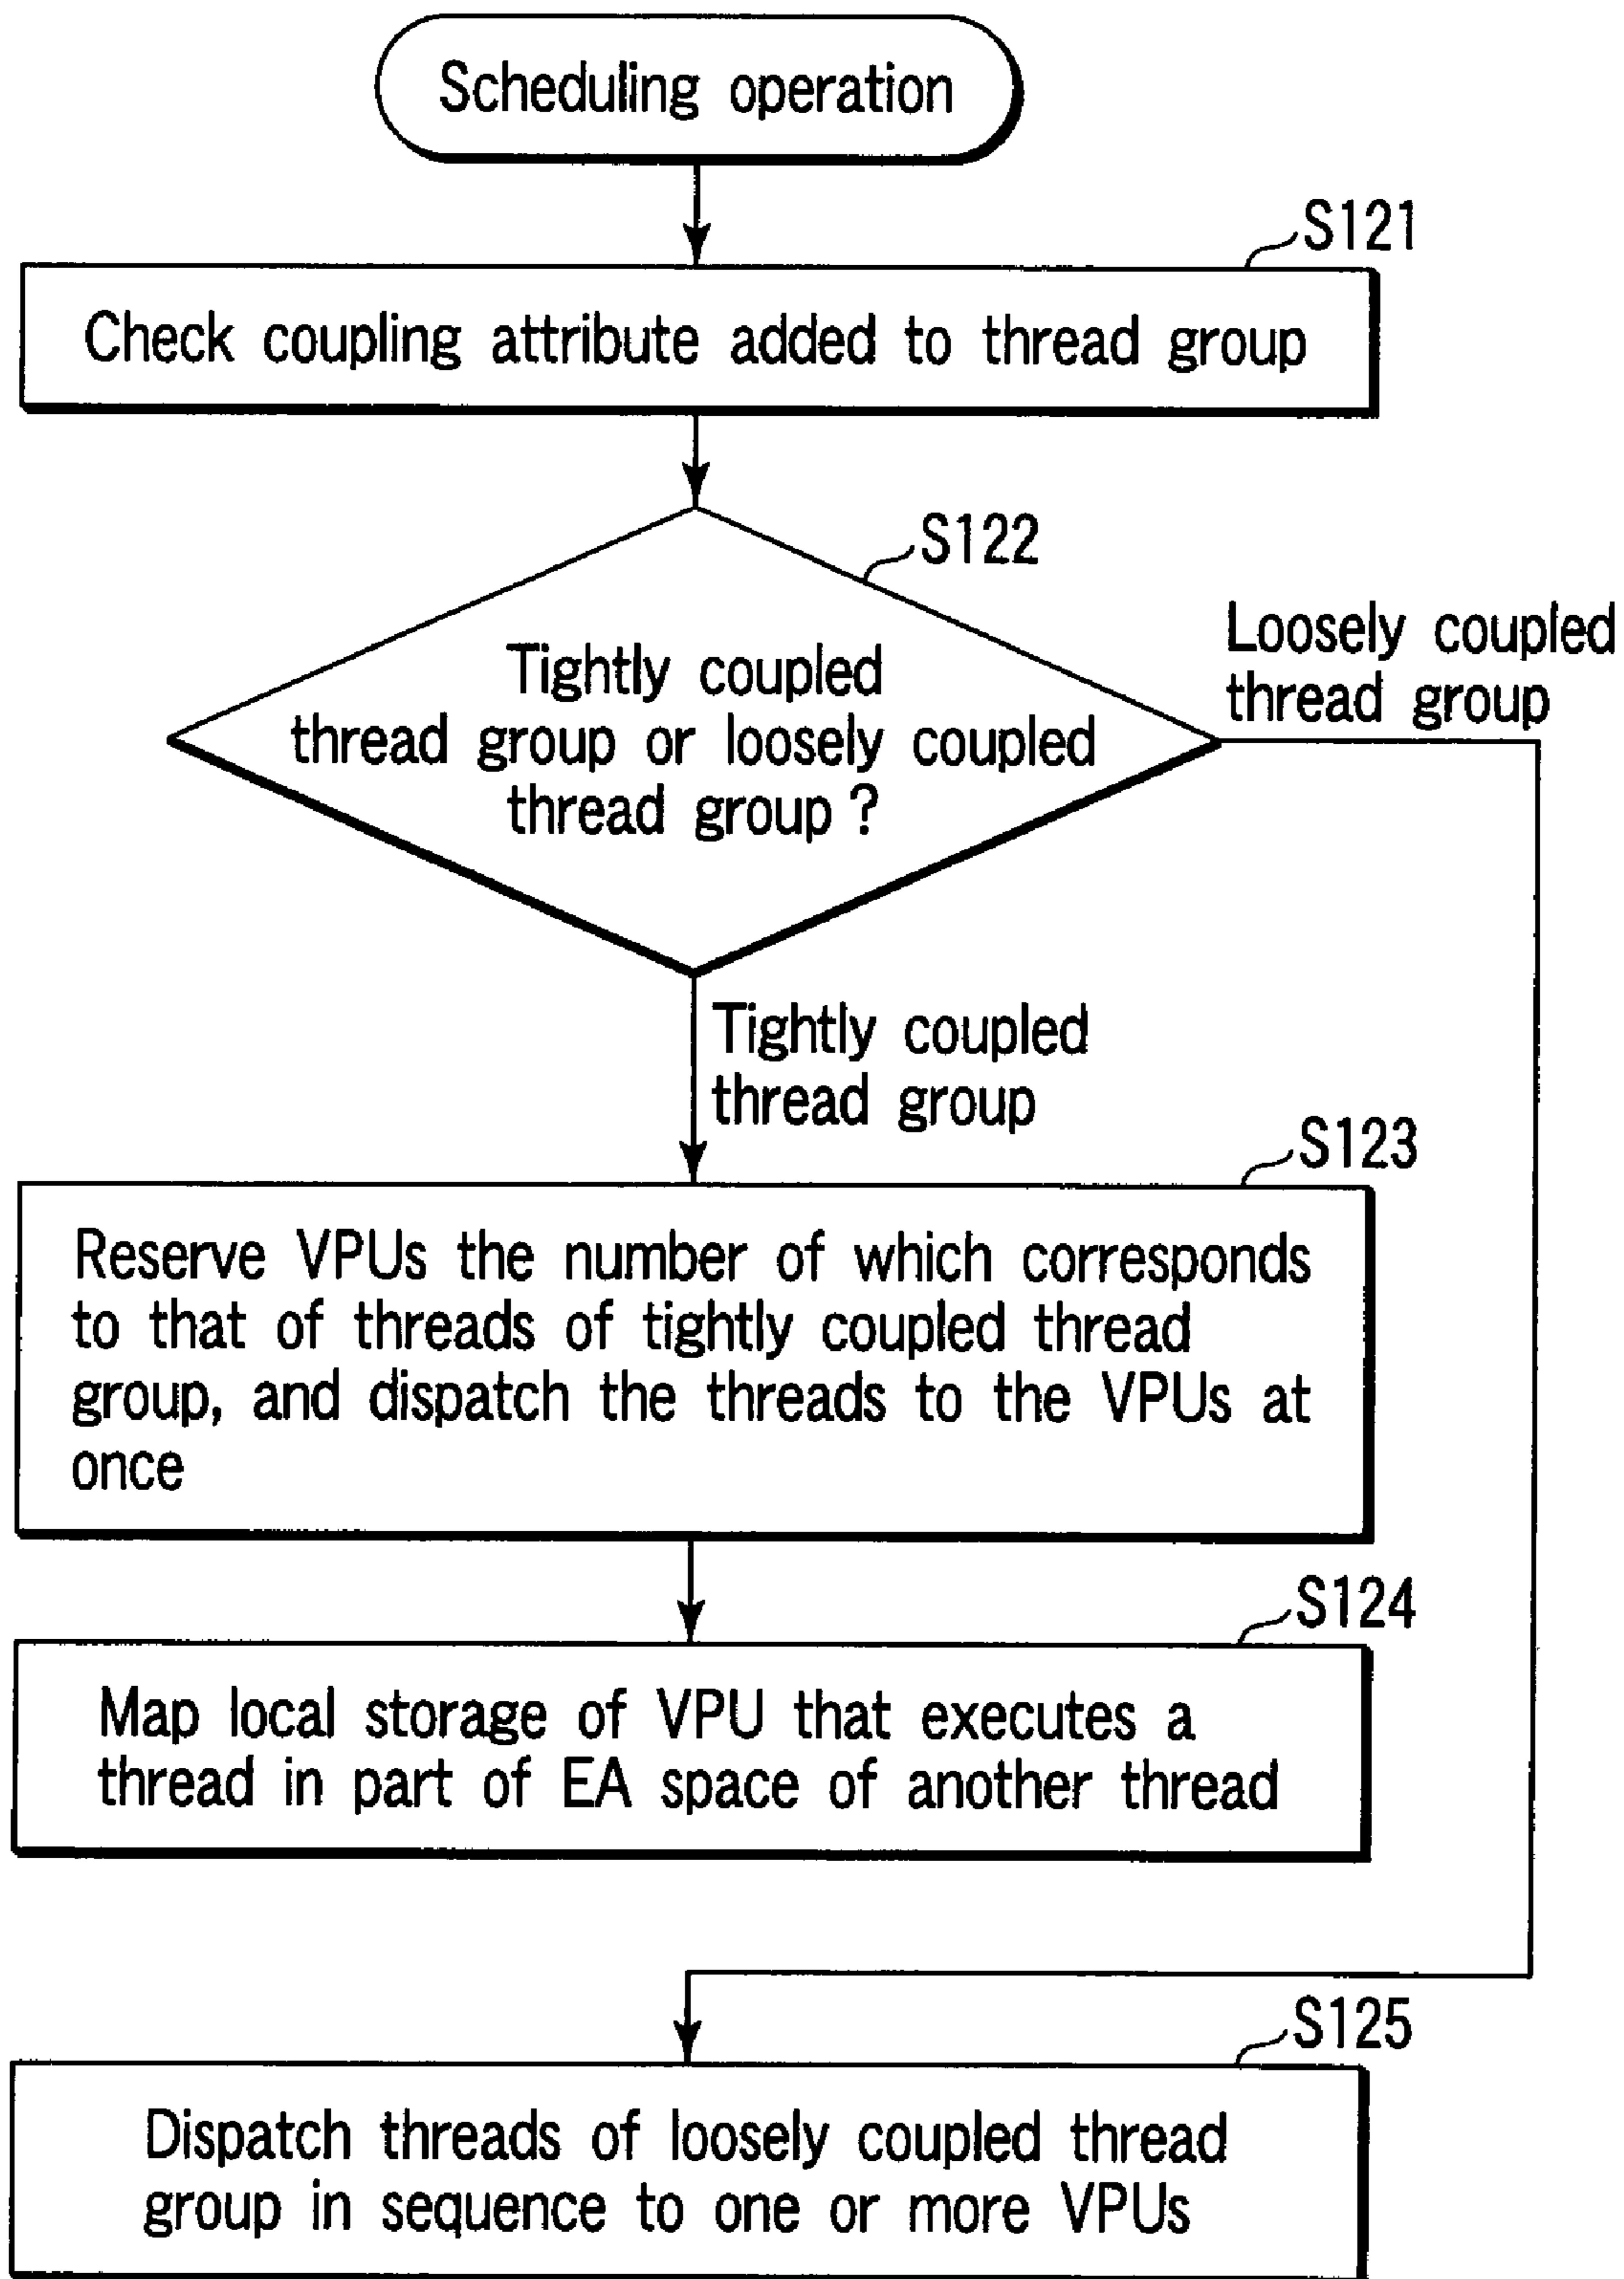 Scheduling operation
S121
Check coupling attribute added to thread group
S122
Tightly coupled
thread group or loosely coupled
thread group ?
Loosely coupled
thread group
Tightly coupled
thread group
S123
Reserve VPUs the number of which corresponds
to that of threads of tightly coupled thread
group, and dispatch the threads to the VPUs at
once
S124
Map local storage of VPU that executes a
thread in part of EA space of another thread
S125
Dispatch threads of loosely coupled thread
group in sequence to one or more VPUs